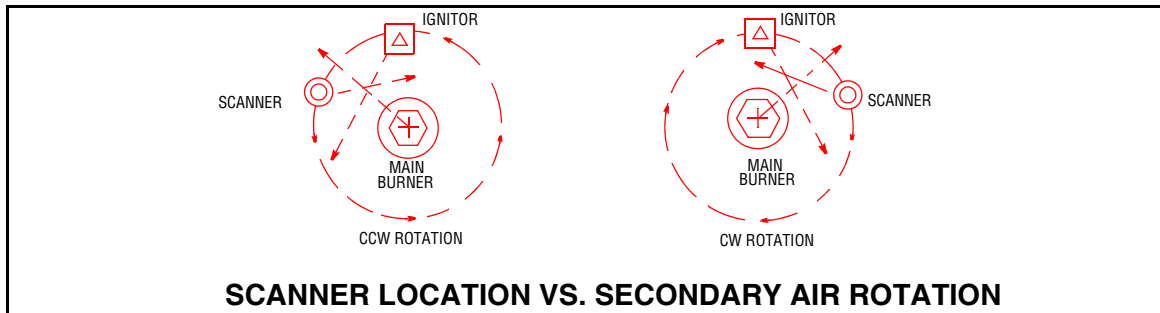 IGNITOR
SCANNER
MAIN
BURNER
CCW ROTATION
IGNITOR
SCANNER
MAIN
BURNER
CW ROTATION
SCANNER LOCATION VS. SECONDARY AIR ROTATION